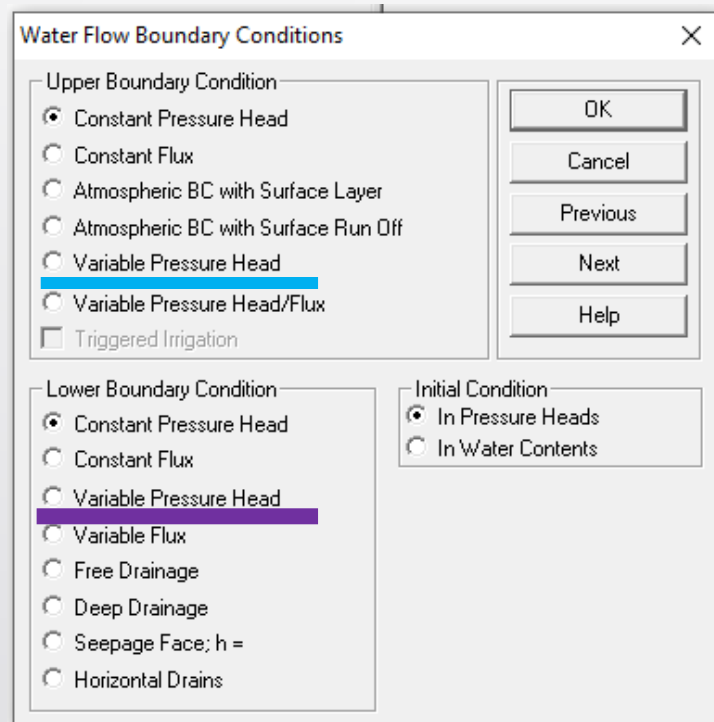 Water Flow Boundary Conditions
Upper Boundary Condition
Constant Pressure Head
Constant Flux
Atmospheric BC with Surface Layer
Atmospheric BC with Surface Run Off
Variable Pressure Head
Variable Pressure Head/Flux
Triggered Irrigation
OK
Cancel
Previous
Next
Help
Lower Boundary Condition
Constant Pressure Head
Constant Flux
Variable Pressure Head
Variable Flux
Free Drainage
Deep Drainage
Seepage Face; h =
Horizontal Drains
Initial Condition
In Pressure Heads
In Water Contents